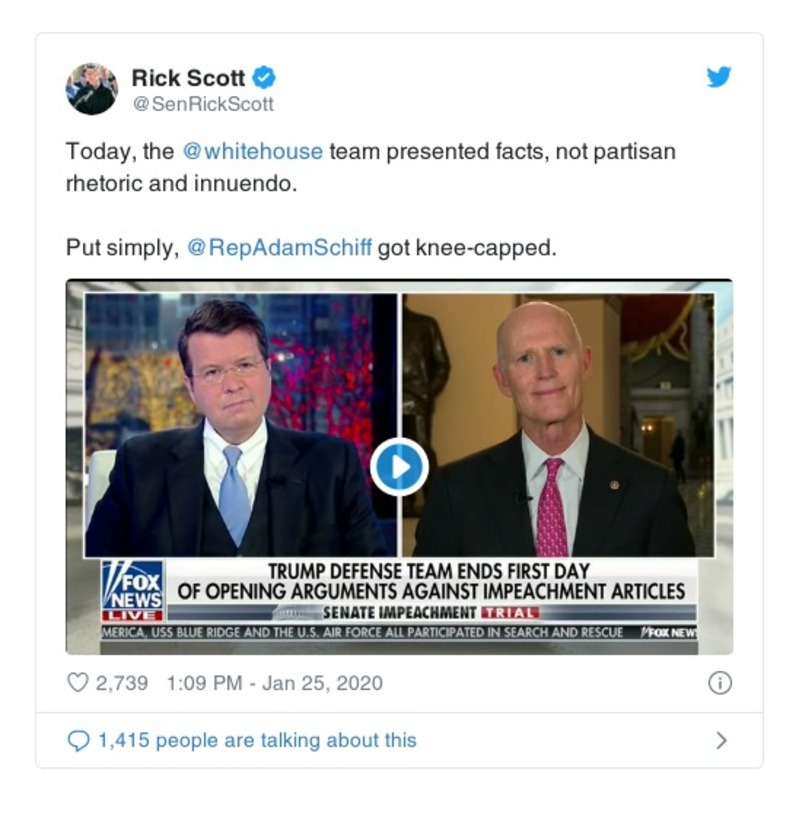 Rick Scott
@SenRickScott
Today, the @whitehouse team presented facts, not partisan
rhetoric and innuendo.
Put simply, @RepAdamSchiff got knee-capped.
FOX
NEWS
LIVE
TRUMP DEFENSE TEAM ENDS FIRST DAY
OF OPENING ARGUMENTS AGAINST IMPEACHMENT ARTICLES
SENATE IMPEACHMENT TRIAL
MERICA, USS BLUE RIDGE AND THE U.S. AIR FORCE ALL PARTICIPATED IN SEARCH AND RESCUE FOX NEW
2,739 1:09 PM - Jan 25, 2020
1,415 people are talking about this